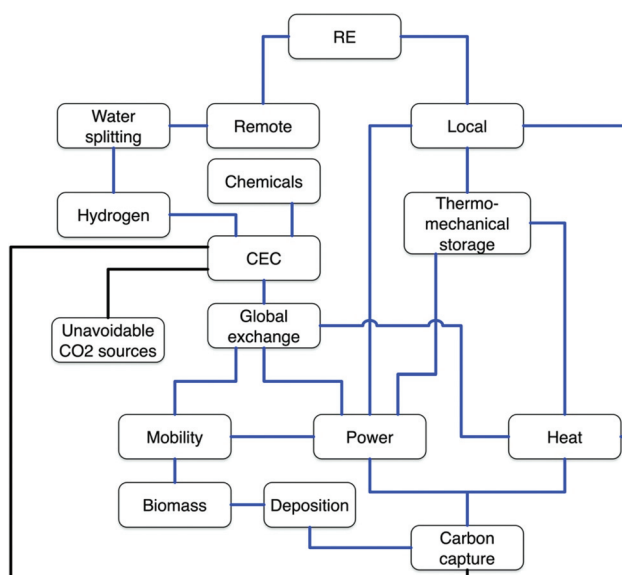 RE
Water
splitting
Remote
Local
Chemicals
Hydrogen
Thermo-
mechanical
storage
CEC
Global
exchange
Unavoidable
CO2 sources
Mobility
Power
Heat
Biomass
Deposition
Carbon
capture